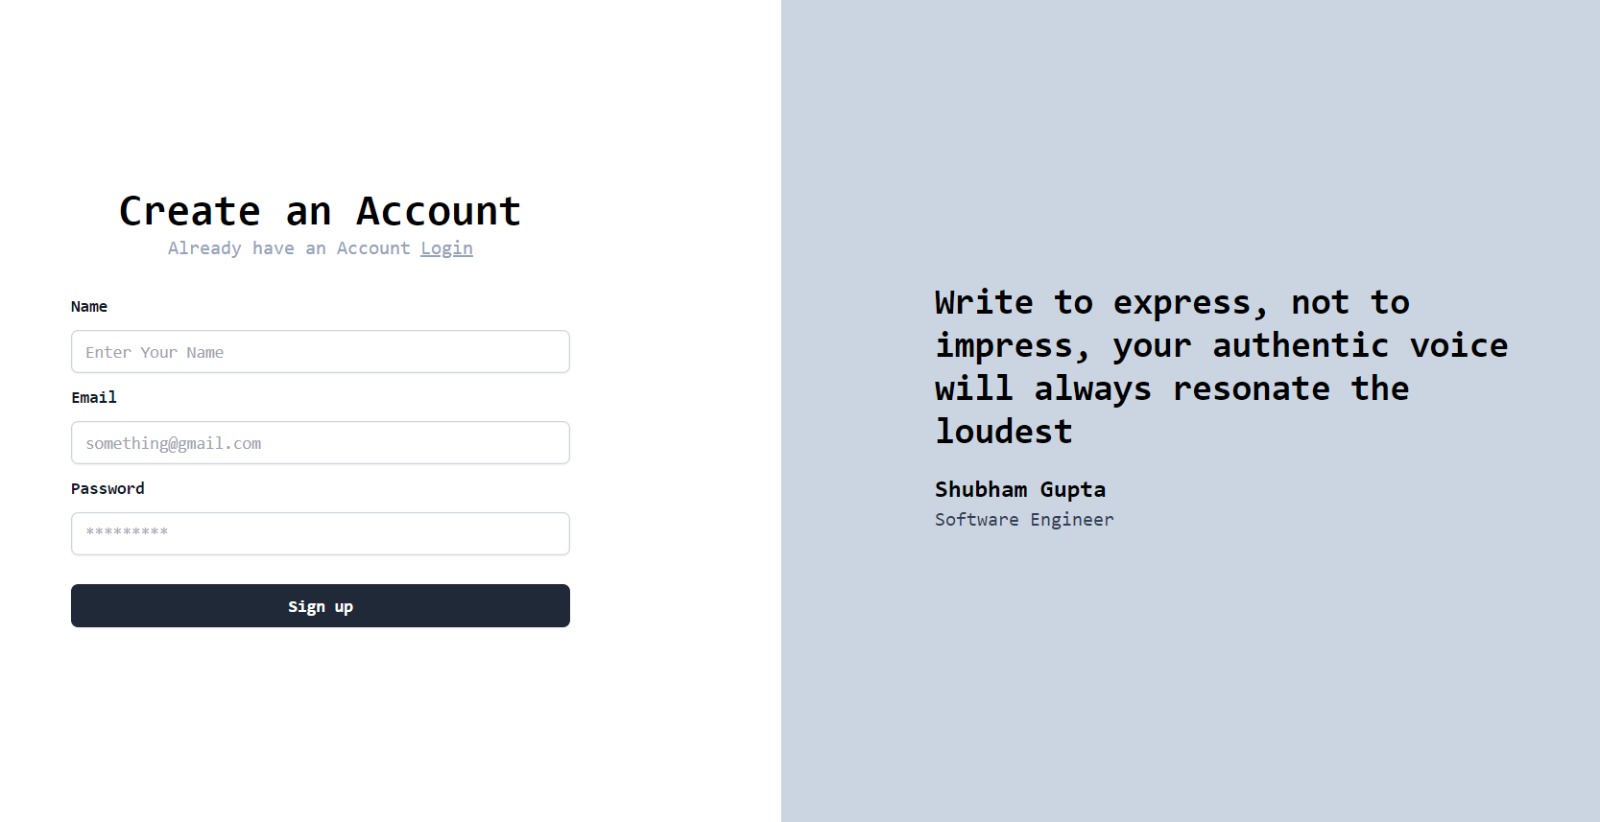 Create an Account
Already have an Account Login
Name
Enter Your Name
Email
something@gmail.com
Password
*********
Sign up
Write to express, not to
impress, your authentic voice
will always resonate the
loudest
Shubham Gupta
Software Engineer